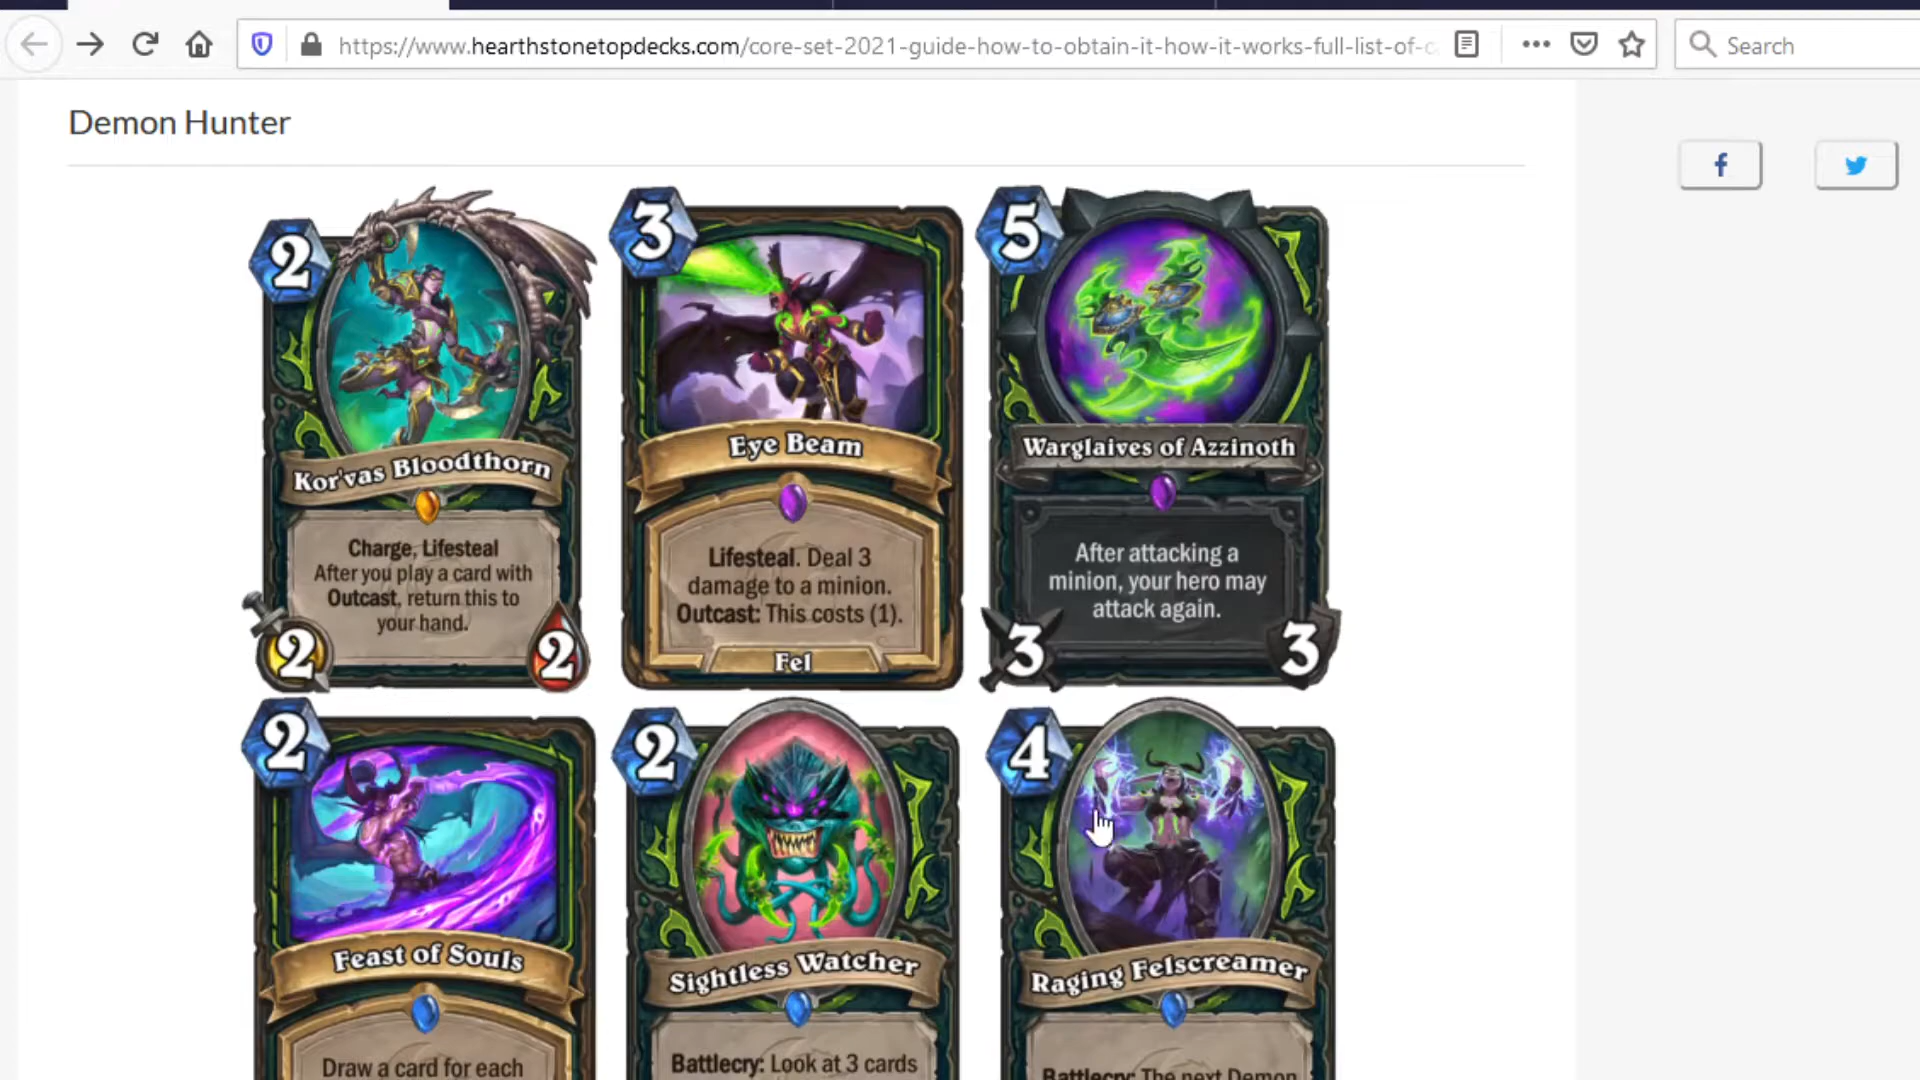 https://www.hearthstonetopdecks.com/core-set-2021-guide-how-to-obtain-it-how-it-works-full-list-of-c
Search
Demon Hunter
2
3
5
Kor'vas Bloodthorn
Eye Beam
Warglaives of Azzinoth
Charge, Lifesteal
After you play a card with
Outcast, return this to
your hand.
2
2
Lifesteal. Deal 3
damage to a minion.
Outcast: This costs (1).
Fel
After attacking a
minion, your hero may
attack again.
3
3
2
2
4
Feast of Souls
Sightless Watcher
Raging Felscreamer
Draw a card for each
Battlecry: Look at 3 cards
Battlecry: The next Demon